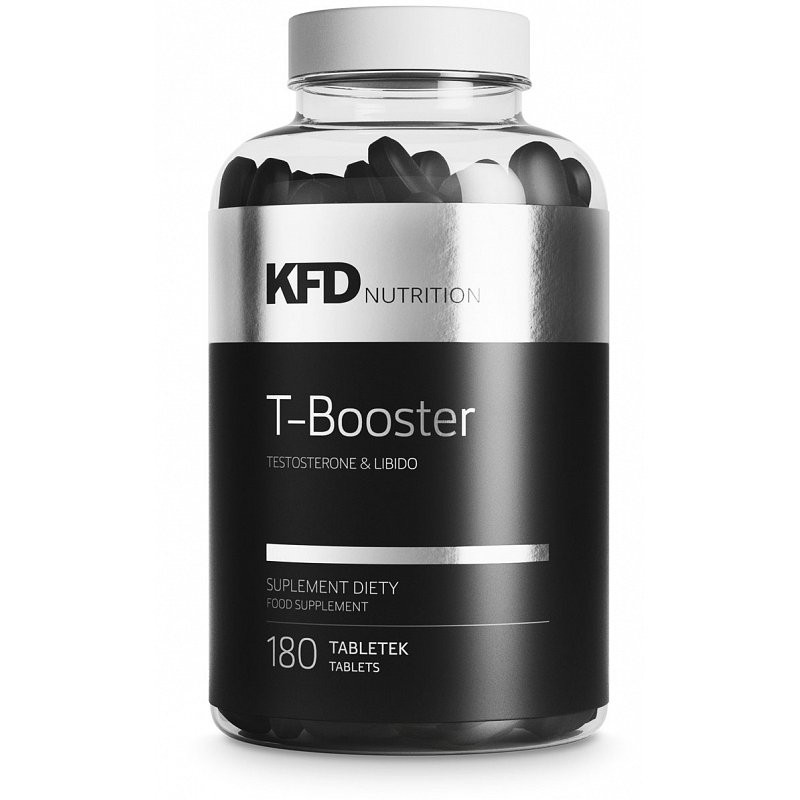 KFD NUTRITION
T-Booster
TESTOSTERONE & LIBIDO
SUPLEMENT DIETY
FOOD SUPPLEMENT
180 TABLETEK
TABLETS